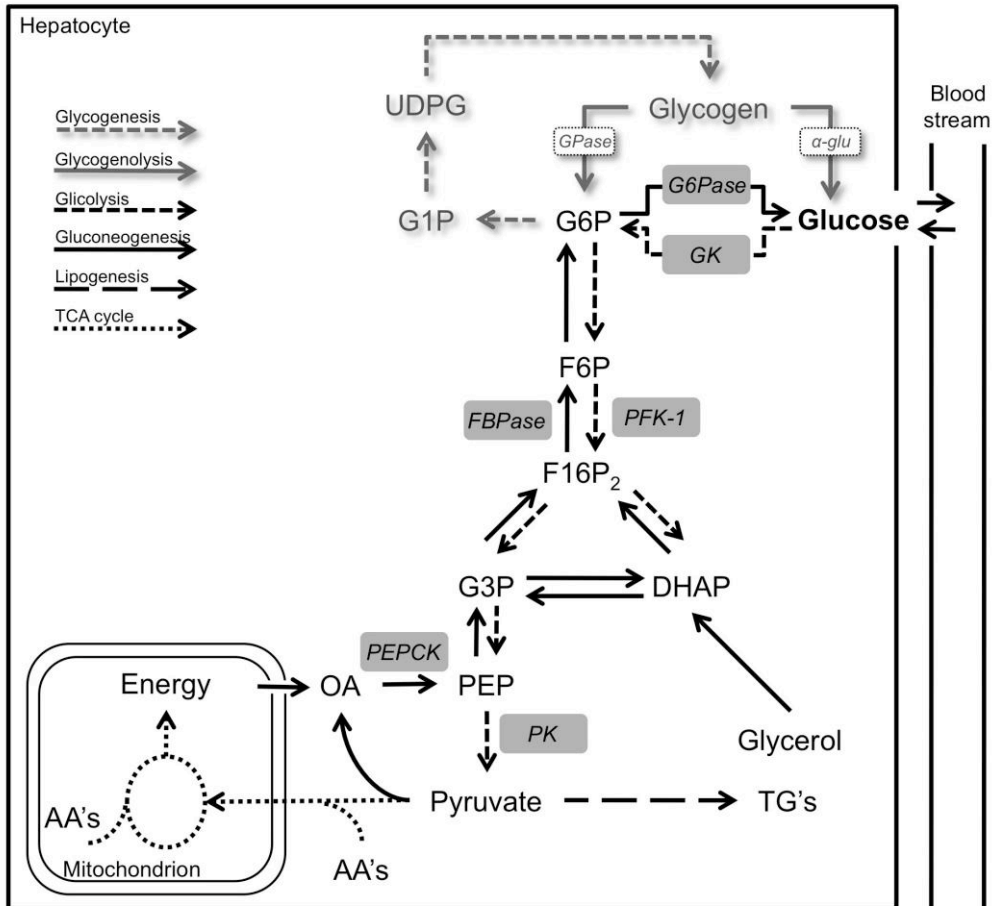 Hepatocyte
Glycogenesis
Glycogenolysis
Glicolysis
Gluconeogenesis
Lipogenesis
TCA cycle
UDPG
Glycogen
GPase
α-glu
G1P
G6P
G6Pase
GK
Glucose
Blood
stream
F6P
FBPase
PFK-1
F16P2
G3P
DHAP
PEPCK
Energy
OA
PEP
PK
Glycerol
Pyruvate
TG's
AA's
Mitochondrion
AA's